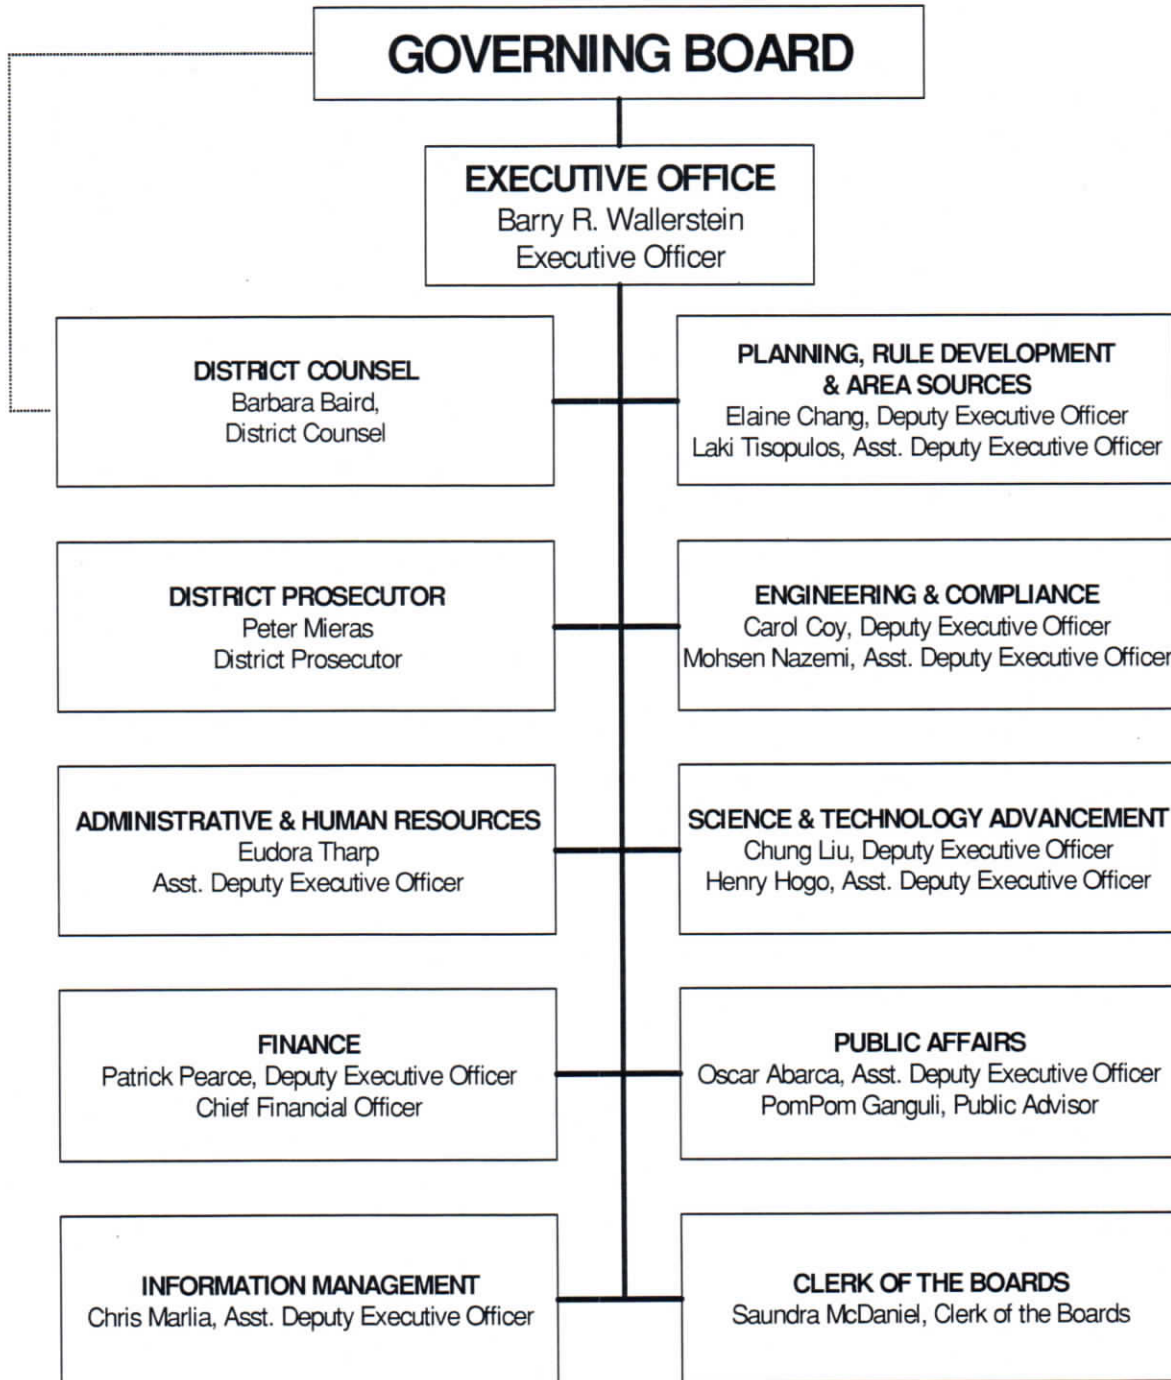 GOVERNING BOARD
EXECUTIVE OFFICE
Barry R. Wallerstein
Executive Officer
DISTRICT COUNSEL
Barbara Baird,
District Counsel
PLANNING, RULE DEVELOPMENT
& AREA SOURCES
Elaine Chang, Deputy Executive Officer
Laki Tisopulos, Asst. Deputy Executive Officer
DISTRICT PROSECUTOR
Peter Mieras
District Prosecutor
ENGINEERING & COMPLIANCE
Carol Coy, Deputy Executive Officer
Mohsen Nazemi, Asst. Deputy Executive Officer
ADMINISTRATIVE & HUMAN RESOURCES
Eudora Tharp
Asst. Deputy Executive Officer
SCIENCE & TECHNOLOGY ADVANCEMENT
Chung Liu, Deputy Executive Officer
Henry Hogo, Asst. Deputy Executive Officer
FINANCE
Patrick Pearce, Deputy Executive Officer
Chief Financial Officer
PUBLIC AFFAIRS
Oscar Abarca, Asst. Deputy Executive Officer
PomPom Ganguli, Public Advisor
INFORMATION MANAGEMENT
Chris Marlia, Asst. Deputy Executive Officer
CLERK OF THE BOARDS
Saundra McDaniel, Clerk of the Boards